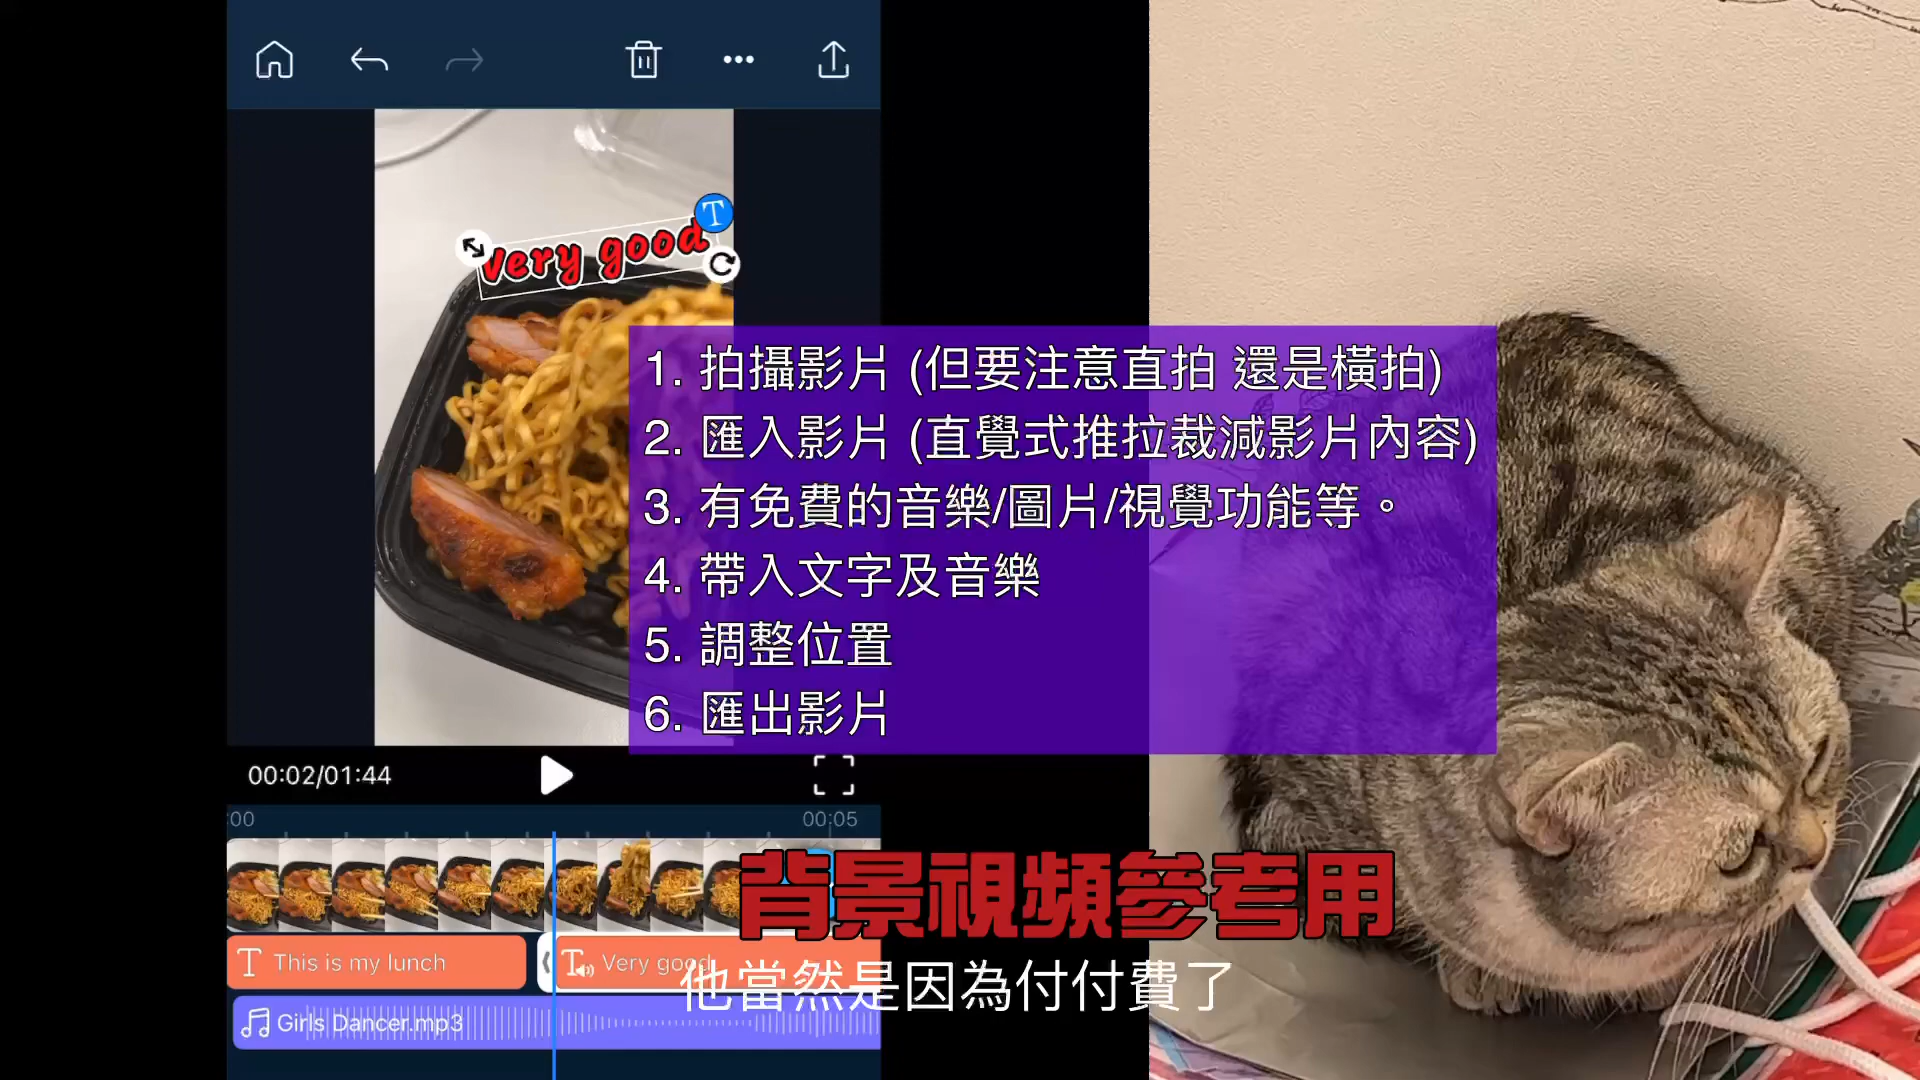 Very good
1. 拍攝影片 (但要注意直拍 還是橫拍)
2. 匯入影片 (直覺式推拉裁減影片內容)
3. 有免費的音樂/圖片/視覺功能等。
4. 帶入文字及音樂
5. 調整位置
6. 匯出影片
00:02/01:44
:00
00:05
背景視頻參考用
This is my lunch
Very good
他當然是因為付付費了
Girls Dancer.mp3